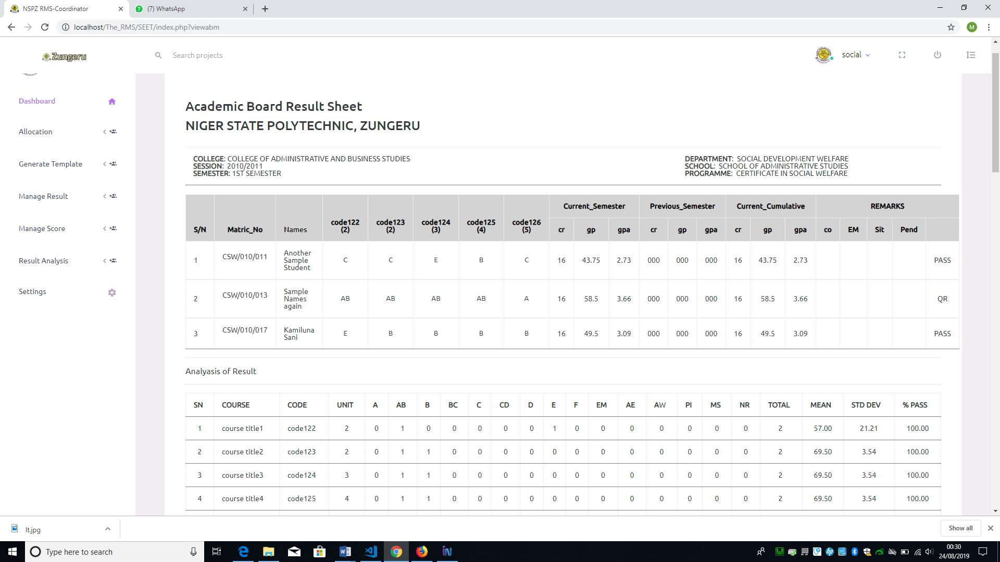 NSPZ RMS-Coordinator
(7) WhatsApp
localhost/The_RMS/SEET/index.php?viewabm
M
Zungeru
Search projects
social
Dashboard
Allocation
Generate Template
Manage Result
Manage Score
Result Analysis
Settings
Academic Board Result Sheet
NIGER STATE POLYTECHNIC, ZUNGERU
COLLEGE: COLLEGE OF ADMINISTRATIVE AND BUSINESS STUDIES
SESSION: 2010/2011
SEMESTER: 1ST SEMESTER
DEPARTMENT: SOCIAL DEVELOPMENT WELFARE
SCHOOL: SCHOOL OF ADMINISTRATIVE STUDIES
PROGRAMME: CERTIFICATE IN SOCIAL WELFARE
Current_Semester Previous_Semester Current_Cumulative REMARKS
S/N Matric_No Names code122 (2) code123 (2) code124 (3) code125 (4) code126 (5) cr gp gpa cr gp gpa cr gp gpa co EM Sit Pend
1 CSW/010/011 Another Sample Student C C E B C 16 43.75 2.73 000 000 000 16 43.75 2.73 PASS
2 CSW/010/013 Sample Names again AB AB AB AB A 16 58.5 3.66 000 000 000 16 58.5 3.66 QR
3 CSW/010/017 Kamiluna Sani E B B B B 16 49.5 3.09 000 000 000 16 49.5 3.09 PASS
Analyasis of Result
SN COURSE CODE UNIT A AB B BC C CD D E F EM AE AW PI MS NR TOTAL MEAN STD DEV % PASS
1 course title1 code122 2 0 1 0 0 0 0 0 1 0 0 0 0 0 0 0 2 57.00 21.21 100.00
2 course title2 code123 2 0 1 1 0 0 0 0 0 0 0 0 0 0 0 0 2 69.50 3.54 100.00
3 course title3 code124 3 0 1 1 0 0 0 0 0 0 0 0 0 0 0 0 2 69.50 3.54 100.00
4 course title4 code125 4 0 1 1 0 0 0 0 0 0 0 0 0 0 0 0 2 69.50 3.54 100.00
lt.jpg
Show all
Type here to search
00:30
24/08/2019